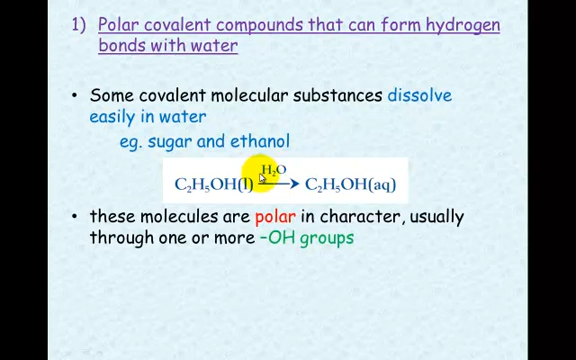 1) Polar covalent compounds that can form hydrogen
bonds with water
• Some covalent molecular substances dissolve
easily in water
eg. sugar and ethanol
H₂O
C₂H₅OH(l) ⟶ C₂H₅OH(aq)
• these molecules are polar in character, usually
through one or more –OH groups